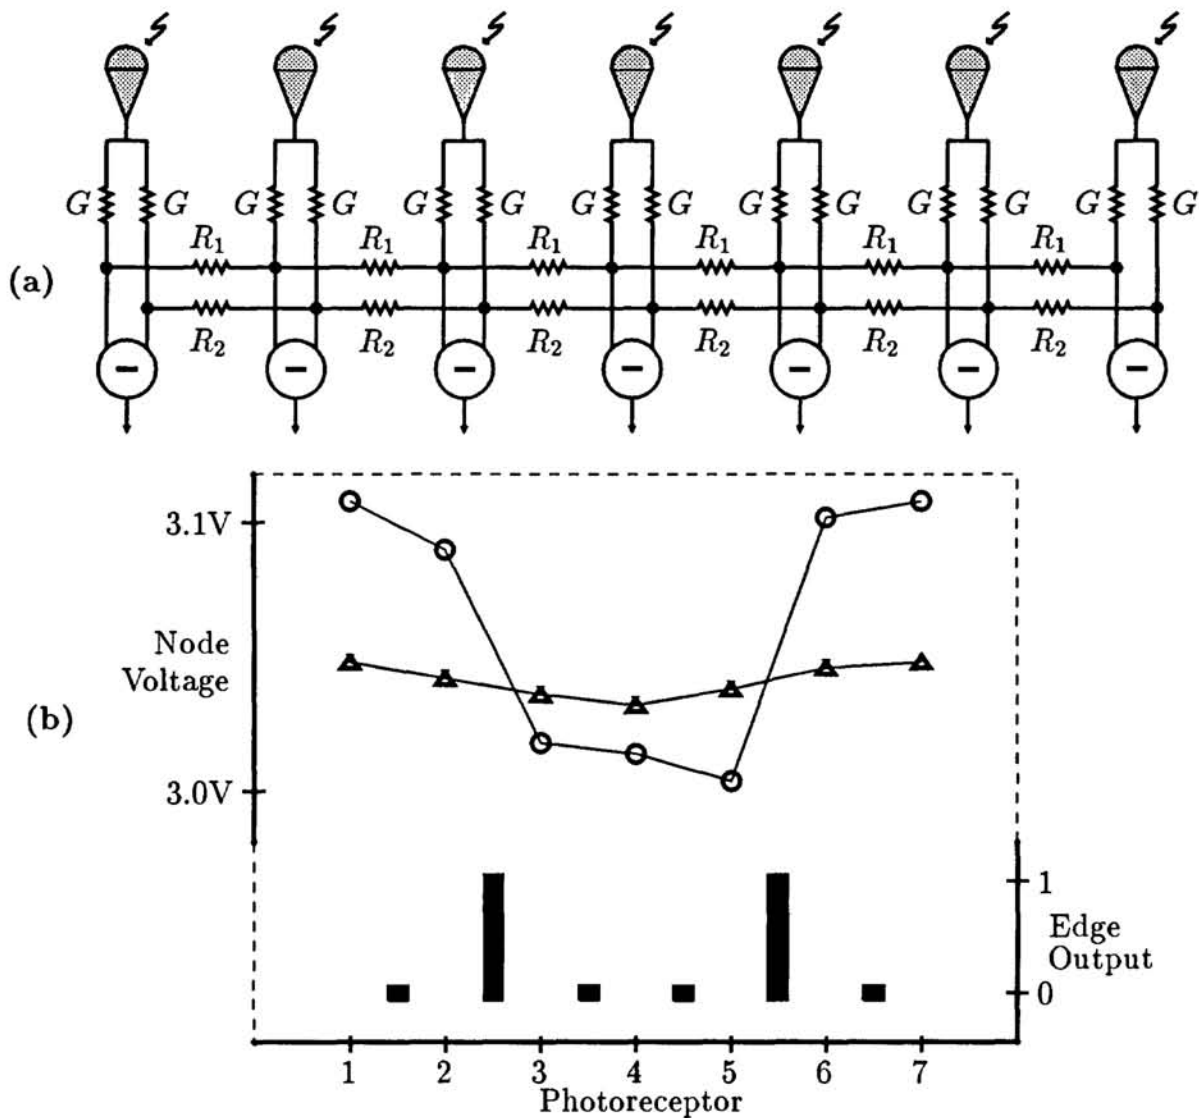 G G G G G G G G G G G G G G
R₁ R₁ R₁ R₁ R₁ R₁
(a)
R₂ R₂ R₂ R₂ R₂ R₂
− − − − − − −
3.1V
Node
Voltage
(b)
3.0V
1
Edge
Output
0
1 2 3 4 5 6 7
Photoreceptor